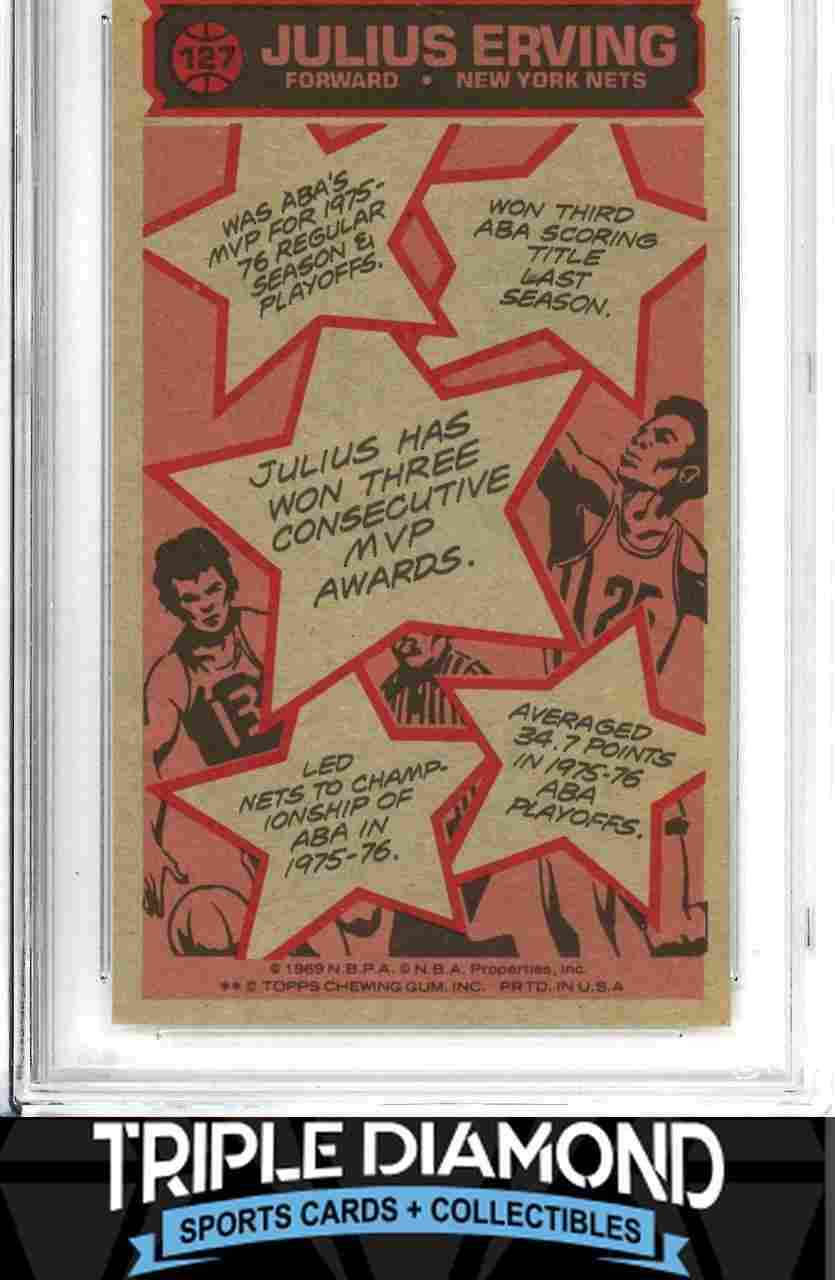 127
JULIUS ERVING
FORWARD • NEW YORK NETS
WAS ABA'S
MVP FOR 1975-
76 REGULAR
SEASON &
PLAYOFFS.
WON THIRD
ABA SCORING
TITLE
LAST
SEASON.
JULIUS HAS
WON THREE
CONSECUTIVE
MVP
AWARDS.
25
13
LED
NETS TO CHAMP-
IONSHIP OF
ABA IN
1975-76.
AVERAGED
34.7 POINTS
IN 1975-76
ABA
PLAYOFFS.
© 1969 N.B.P.A. © N.B.A. Properties, Inc.
** © TOPPS CHEWING GUM, INC. PRTD. IN U.S.A
TRIPLE DIAMOND
SPORTS CARDS + COLLECTIBLES